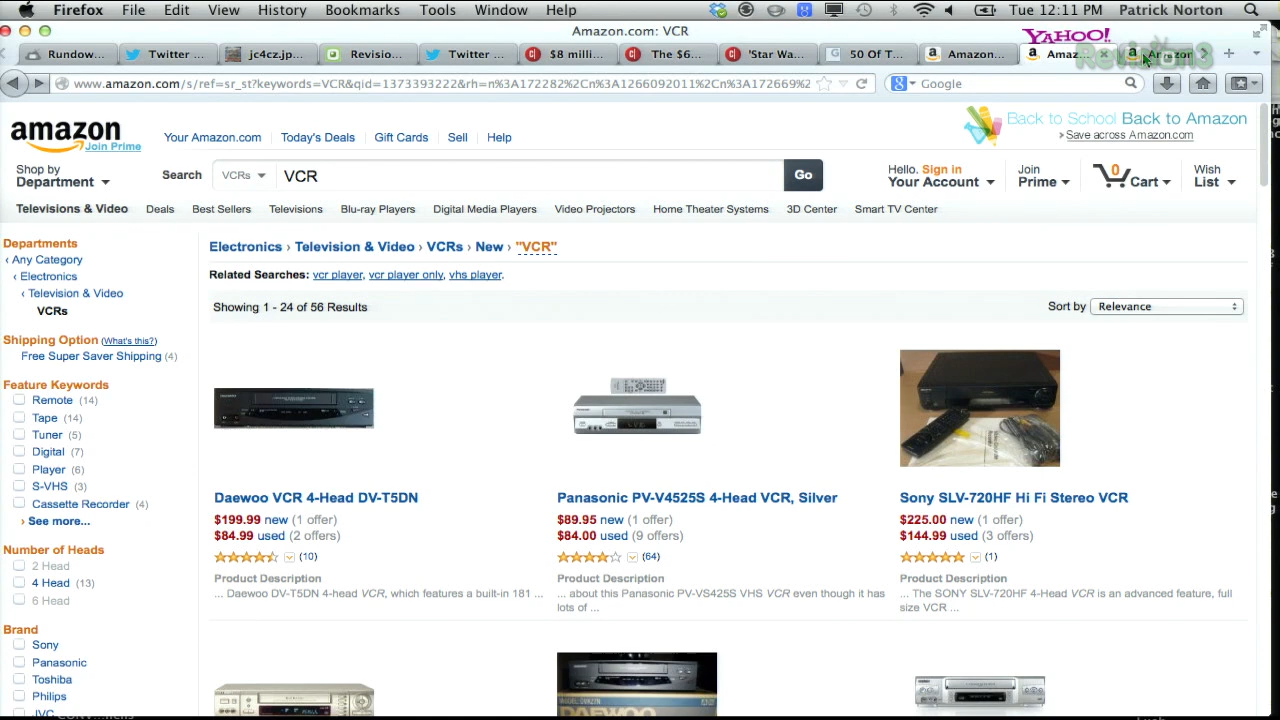 Firefox File Edit View History Bookmarks Tools Window Help Tue 12:11 PM Patrick Norton
Amazon.com: VCR
YAHOO!
Revision3
Rundow... Twitter ... jc4cz.jp... Twitter ... $8 milli... The $6... 'Star Wa... 50 Of T... Amazon... Amaz... Amazon
www.amazon.com/s/ref=sr_st?keywords=VCR&qid=1373393222&rh=n%3A172282%2Cn%3A1266092011%2Cn%3A172669%2 Google
amazon
Join Prime
Your Amazon.com Today's Deals Gift Cards Sell Help
Back to School Back to Amazon
Save across Amazon.com
Shop by
Department
Search VCRs VCR Go
Hello. Sign in
Your Account
Join
Prime
0
Cart
Wish
List
Televisions & Video Deals Best Sellers Televisions Blu-ray Players Digital Media Players Video Projectors Home Theater Systems 3D Center Smart TV Center
Departments
‹ Any Category
‹ Electronics
‹ Television & Video
VCRs
Shipping Option (What's this?)
Free Super Saver Shipping (4)
Feature Keywords
Remote (14)
Tape (14)
Tuner (5)
Digital (7)
Player (6)
S-VHS (3)
Cassette Recorder (4)
› See more...
Number of Heads
2 Head
4 Head (13)
6 Head
Brand
Sony
Panasonic
Toshiba
Philips
JVC
Electronics › Television & Video › VCRs › New › "VCR"
Related Searches: vcr player, vcr player only, vhs player.
Showing 1 - 24 of 56 Results
Sort by Relevance
Daewoo VCR 4-Head DV-T5DN
$199.99 new (1 offer)
$84.99 used (2 offers)
(10)
Product Description
... Daewoo DV-T5DN 4-head VCR, which features a built-in 181 ...
Panasonic PV-V4525S 4-Head VCR, Silver
$89.95 new (1 offer)
$84.00 used (9 offers)
(64)
Product Description
... about this Panasonic PV-VS4525S VHS VCR even though it has
lots of ...
Sony SLV-720HF Hi Fi Stereo VCR
$225.00 new (1 offer)
$144.99 used (3 offers)
(1)
Product Description
... The SONY SLV-720HF 4-Head VCR is an advanced feature, full
size VCR ...
DAEWOO